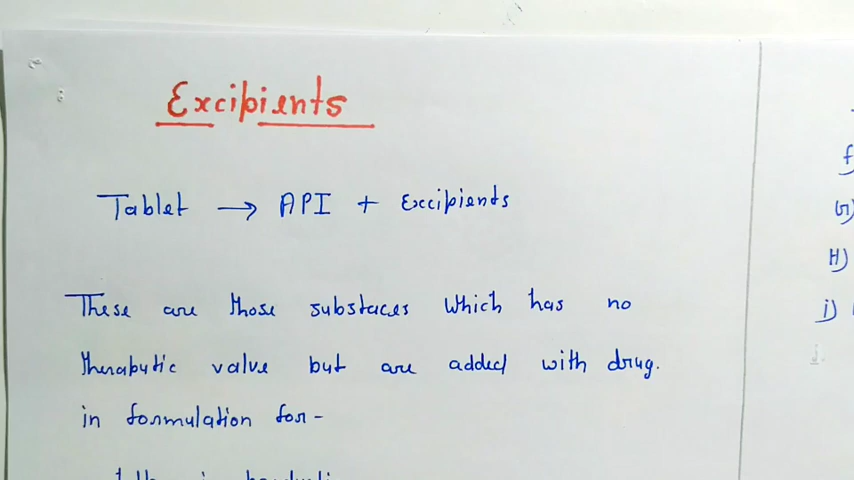 Excipients
Tablet → API + Excipients
These are those substaces which has no
therabutic value but are added with drug.
in formulation for-
f)
H)
i)